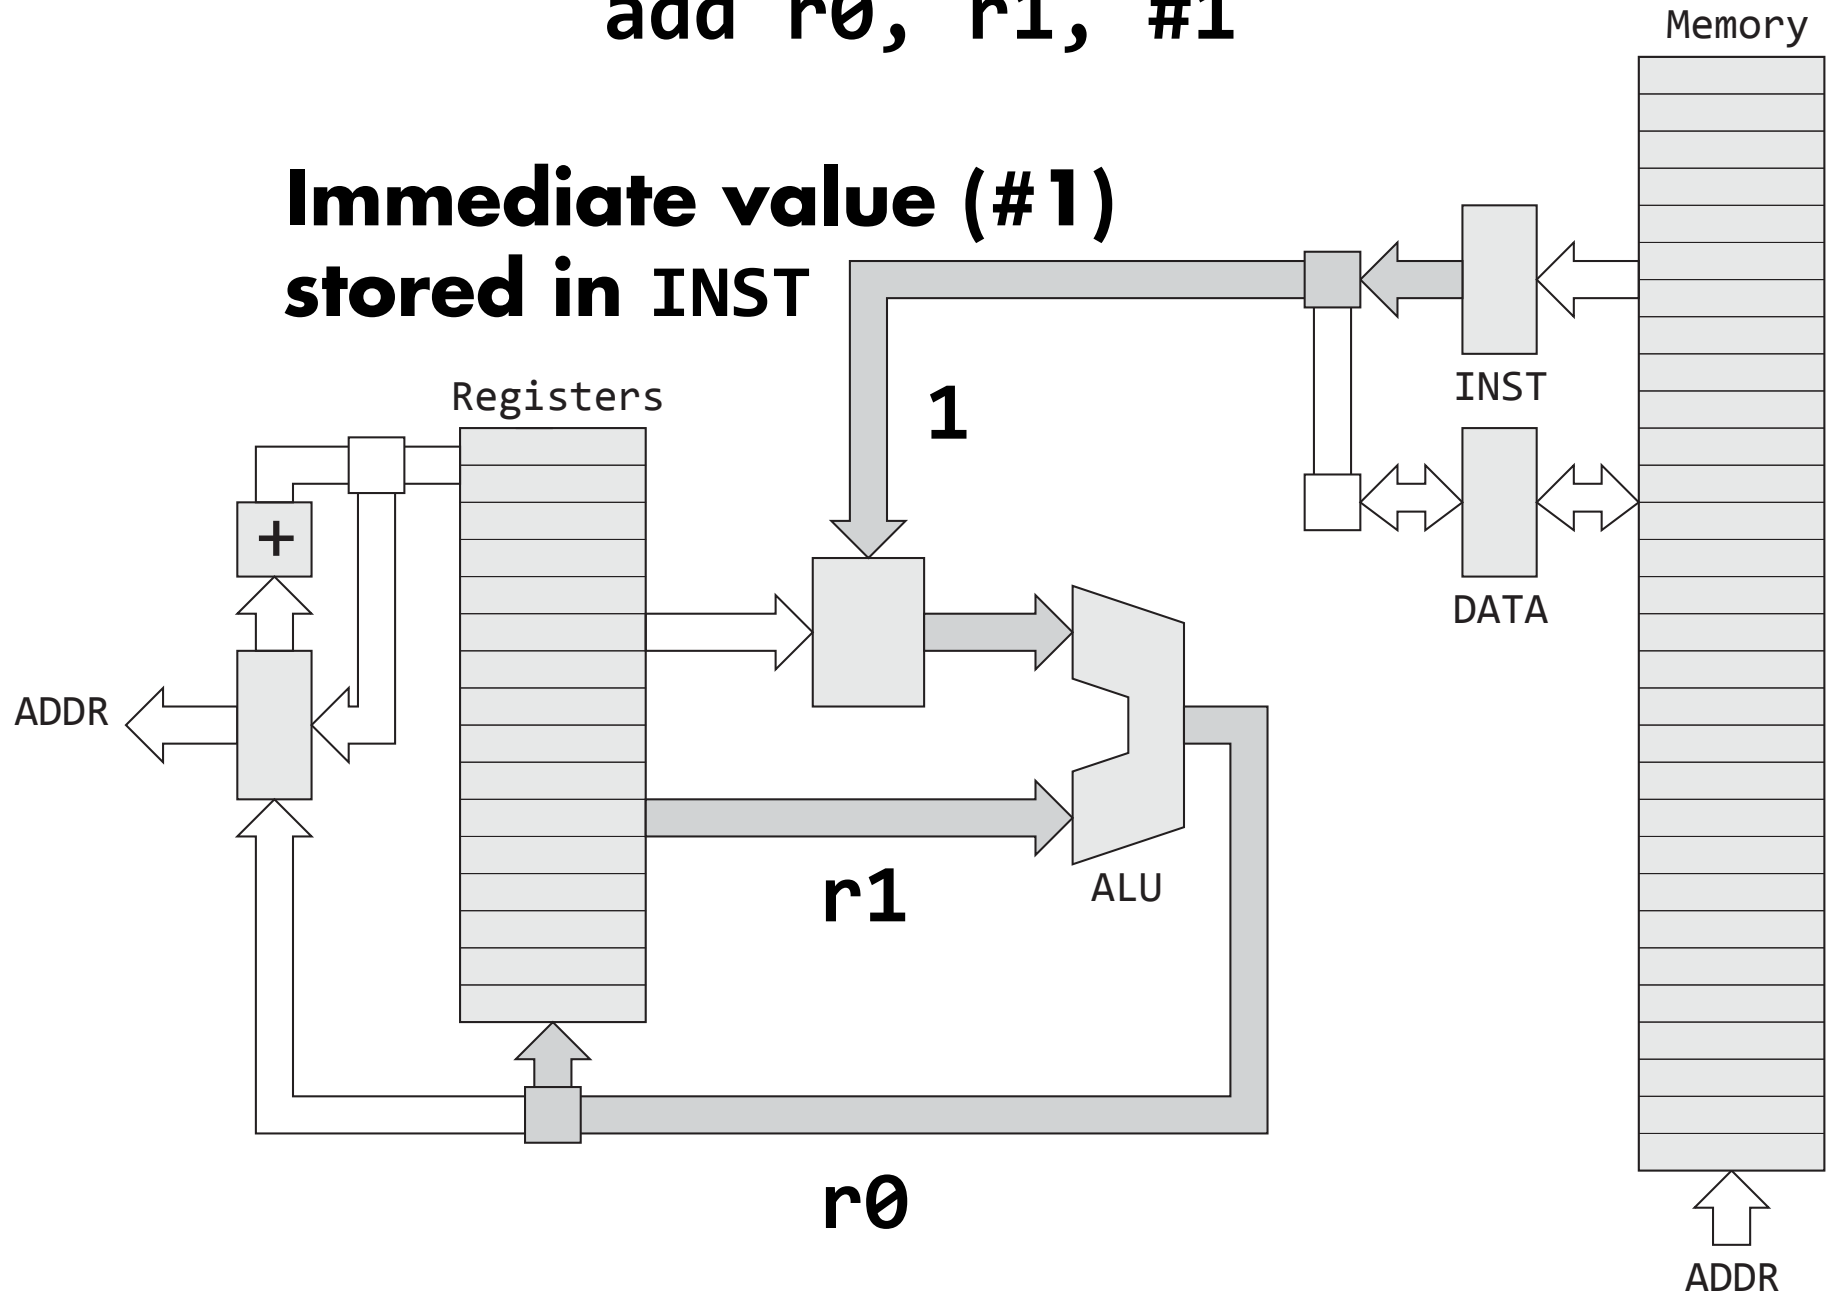 add r0, r1, #1
Memory
Immediate value (#1)
stored in INST
INST
Registers
1
+
DATA
ADDR
r1
ALU
r0
ADDR